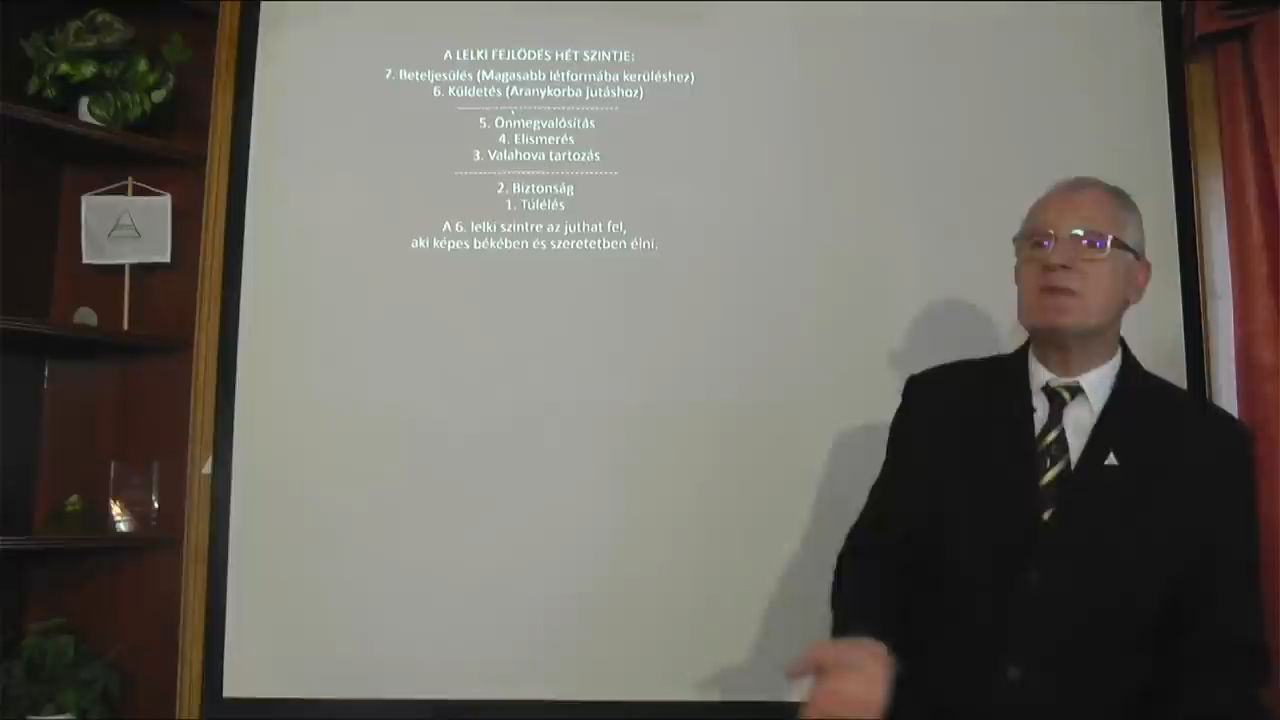 A LELKI FEJLŐDÉS HÉT SZINTJE:
7. Beteljesülés (Magasabb létformába kerüléshez)
6. Küldetés (Aranykorba jutáshoz)
5. Önmegvalósítás
4. Elismerés
3. Valahova tartozás
2. Biztonság
1. Túlélés
A 6. lelki szintre az juthat fel,
aki képes békében és szeretetben élni.